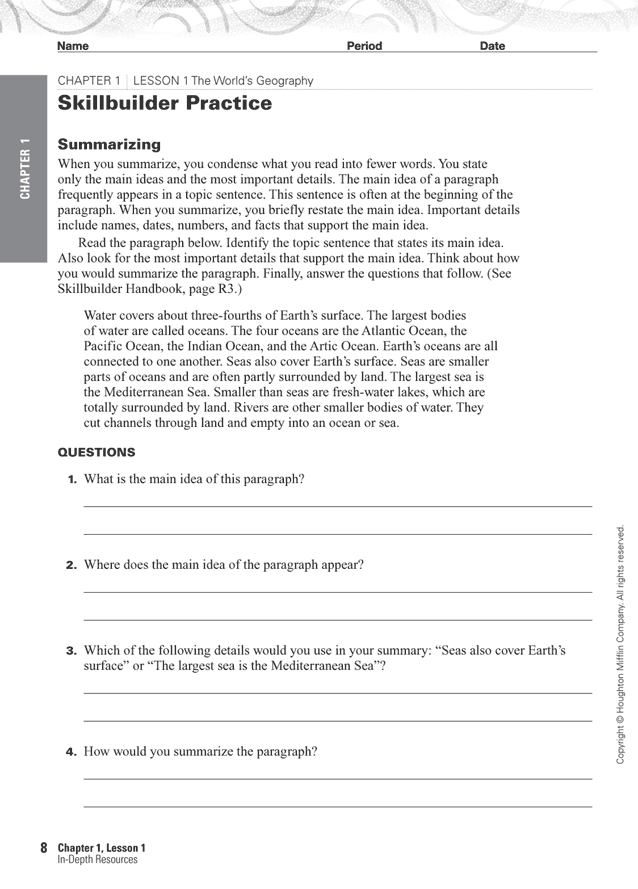 Name Period Date
CHAPTER 1 | LESSON 1 The World's Geography
Skillbuilder Practice
CHAPTER 1
Summarizing
When you summarize, you condense what you read into fewer words. You state
only the main ideas and the most important details. The main idea of a paragraph
frequently appears in a topic sentence. This sentence is often at the beginning of the
paragraph. When you summarize, you briefly restate the main idea. Important details
include names, dates, numbers, and facts that support the main idea.
Read the paragraph below. Identify the topic sentence that states its main idea.
Also look for the most important details that support the main idea. Think about how
you would summarize the paragraph. Finally, answer the questions that follow. (See
Skillbuilder Handbook, page R3.)
Water covers about three-fourths of Earth's surface. The largest bodies
of water are called oceans. The four oceans are the Atlantic Ocean, the
Pacific Ocean, the Indian Ocean, and the Artic Ocean. Earth's oceans are all
connected to one another. Seas also cover Earth's surface. Seas are smaller
parts of oceans and are often partly surrounded by land. The largest sea is
the Mediterranean Sea. Smaller than seas are fresh-water lakes, which are
totally surrounded by land. Rivers are other smaller bodies of water. They
cut channels through land and empty into an ocean or sea.
QUESTIONS
1. What is the main idea of this paragraph?
2. Where does the main idea of the paragraph appear?
3. Which of the following details would you use in your summary: "Seas also cover Earth's
surface" or "The largest sea is the Mediterranean Sea"?
4. How would you summarize the paragraph?
Copyright © Houghton Mifflin Company. All rights reserved.
8 Chapter 1, Lesson 1
In-Depth Resources